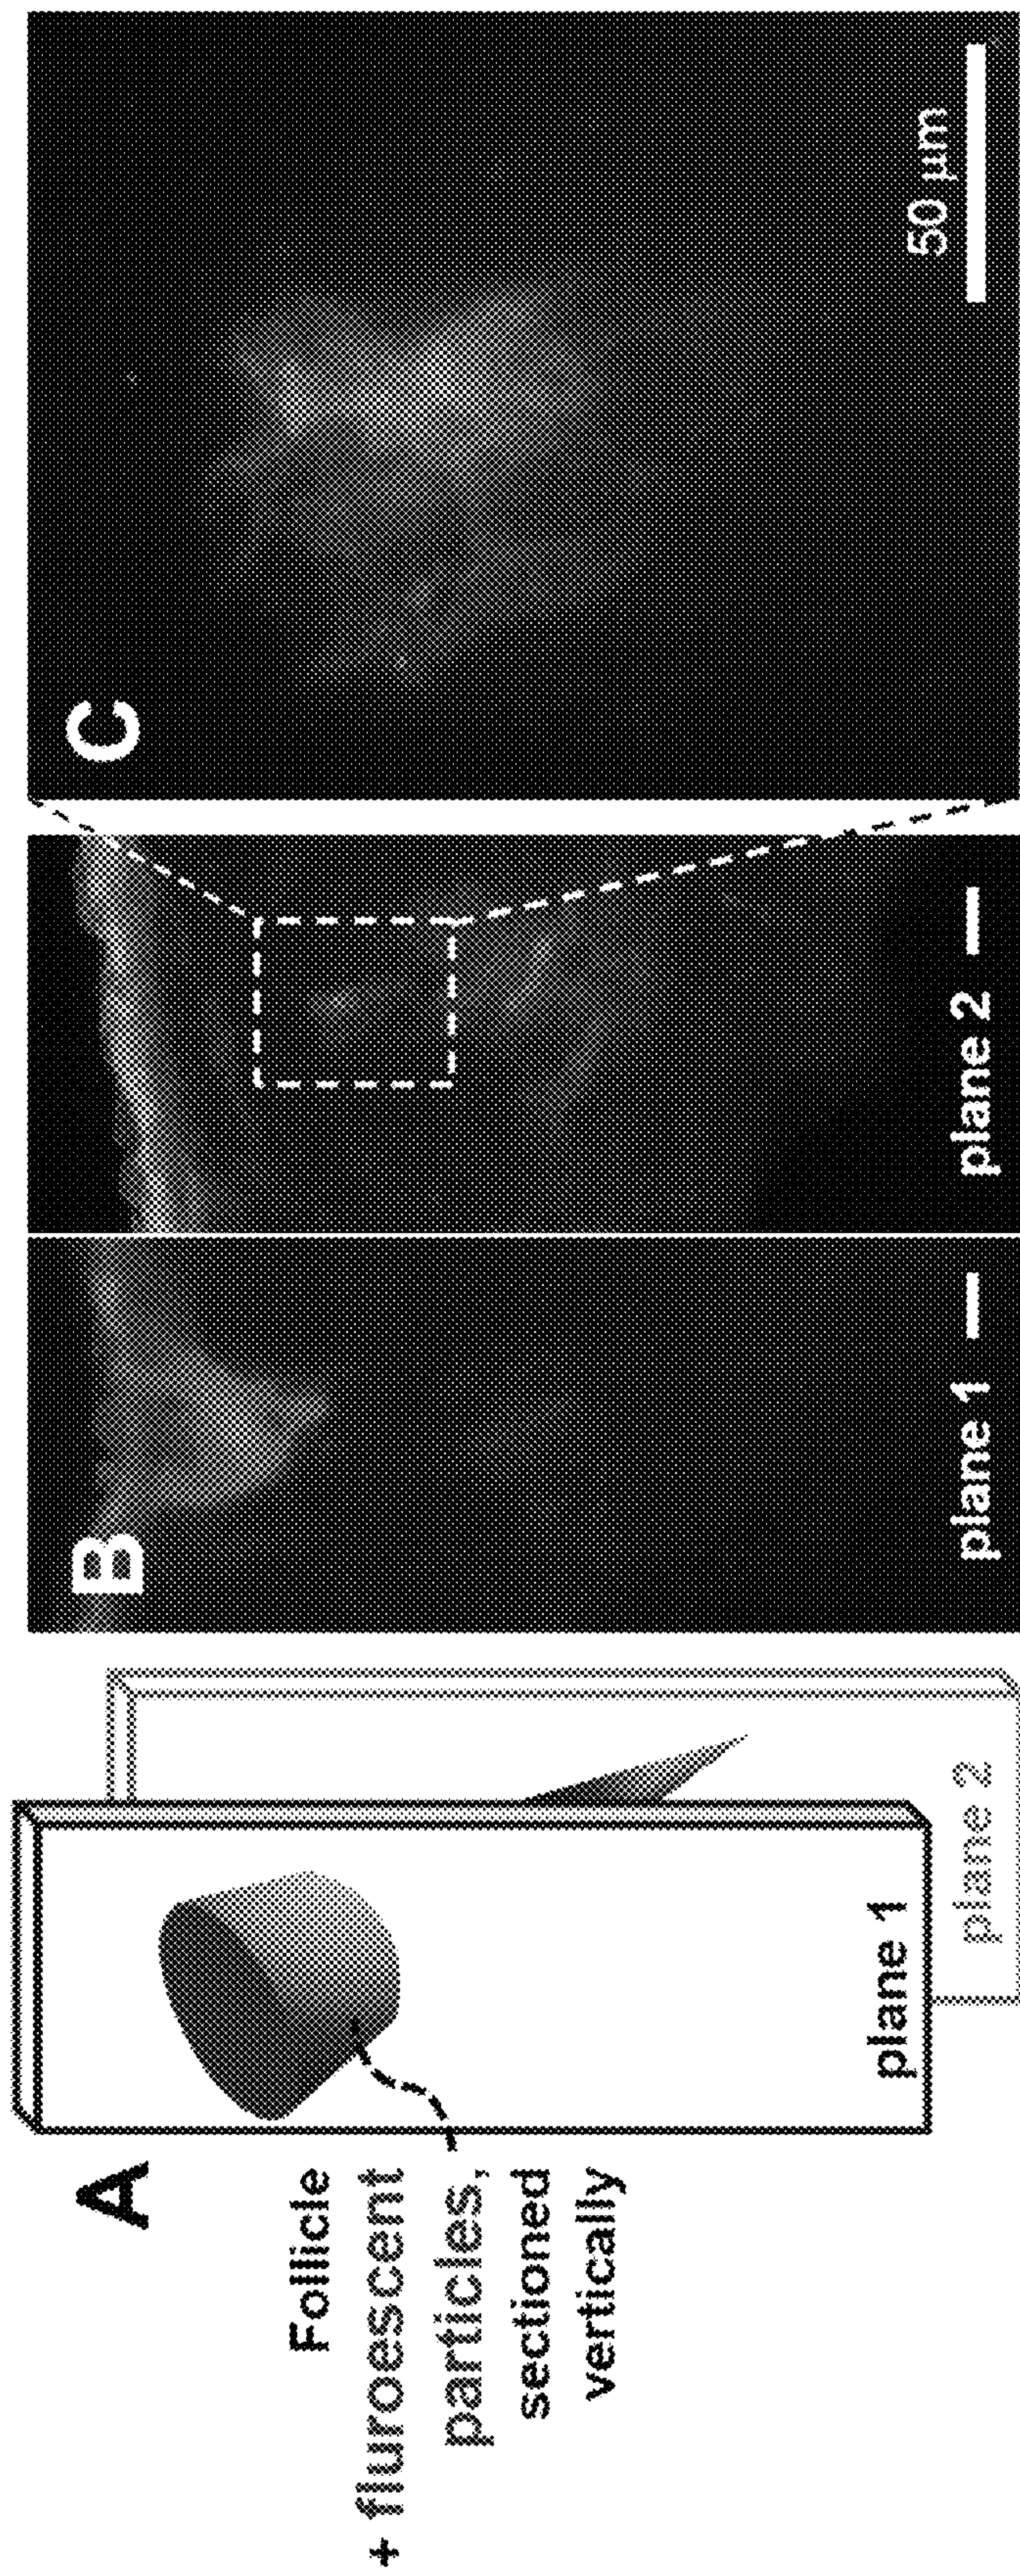 A
Follicle
+ fluroescent
particles,
sectioned
vertically
plane 1
plane 2
B
plane 1
plane 2
C
50 µm